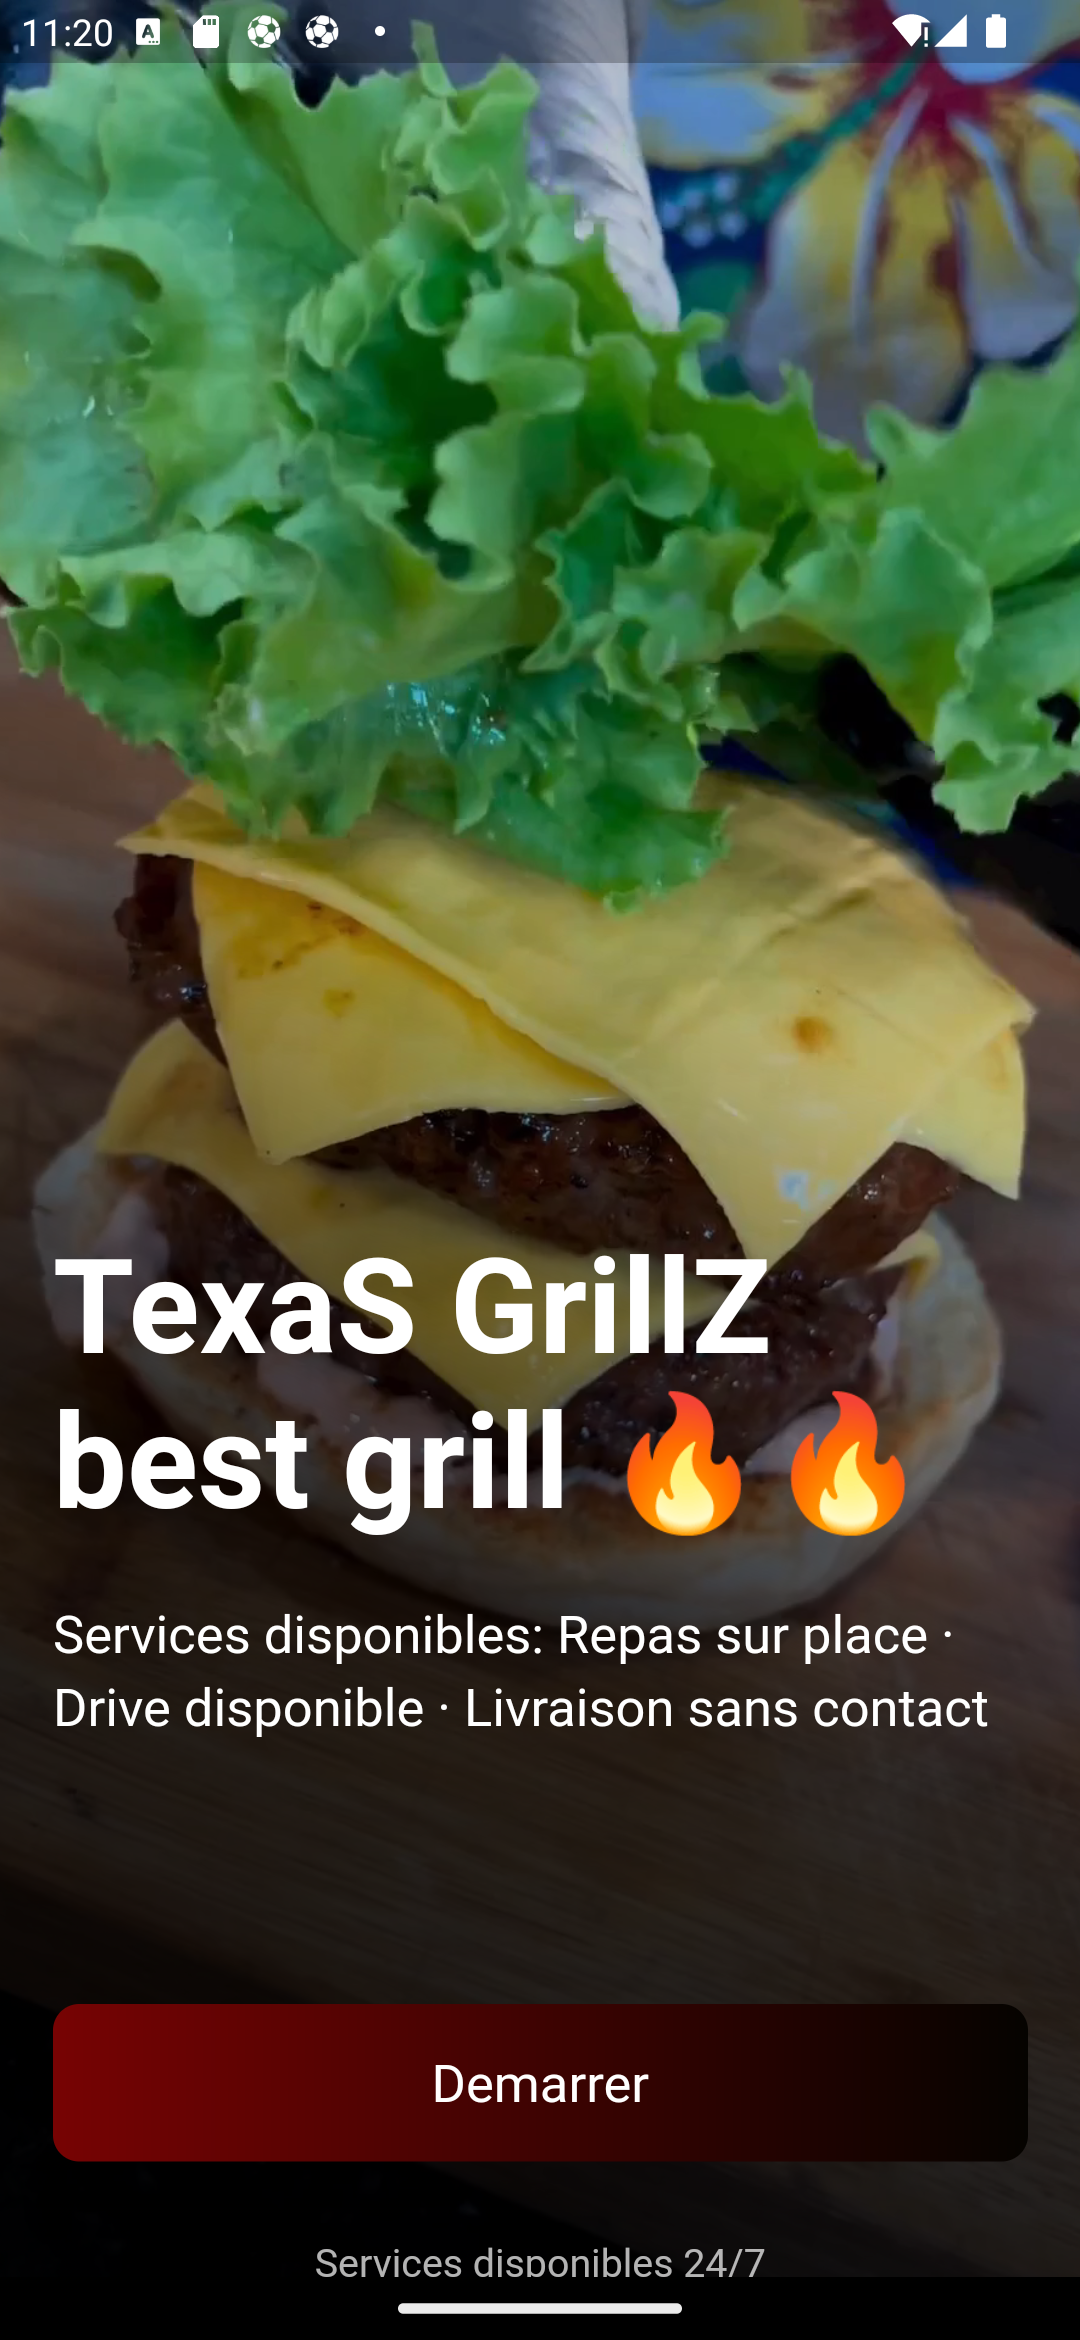 11:20
TexaS GrillZ
best grill 🔥🔥
Services disponibles: Repas sur place ·
Drive disponible · Livraison sans contact
Demarrer
Services disponibles 24/7